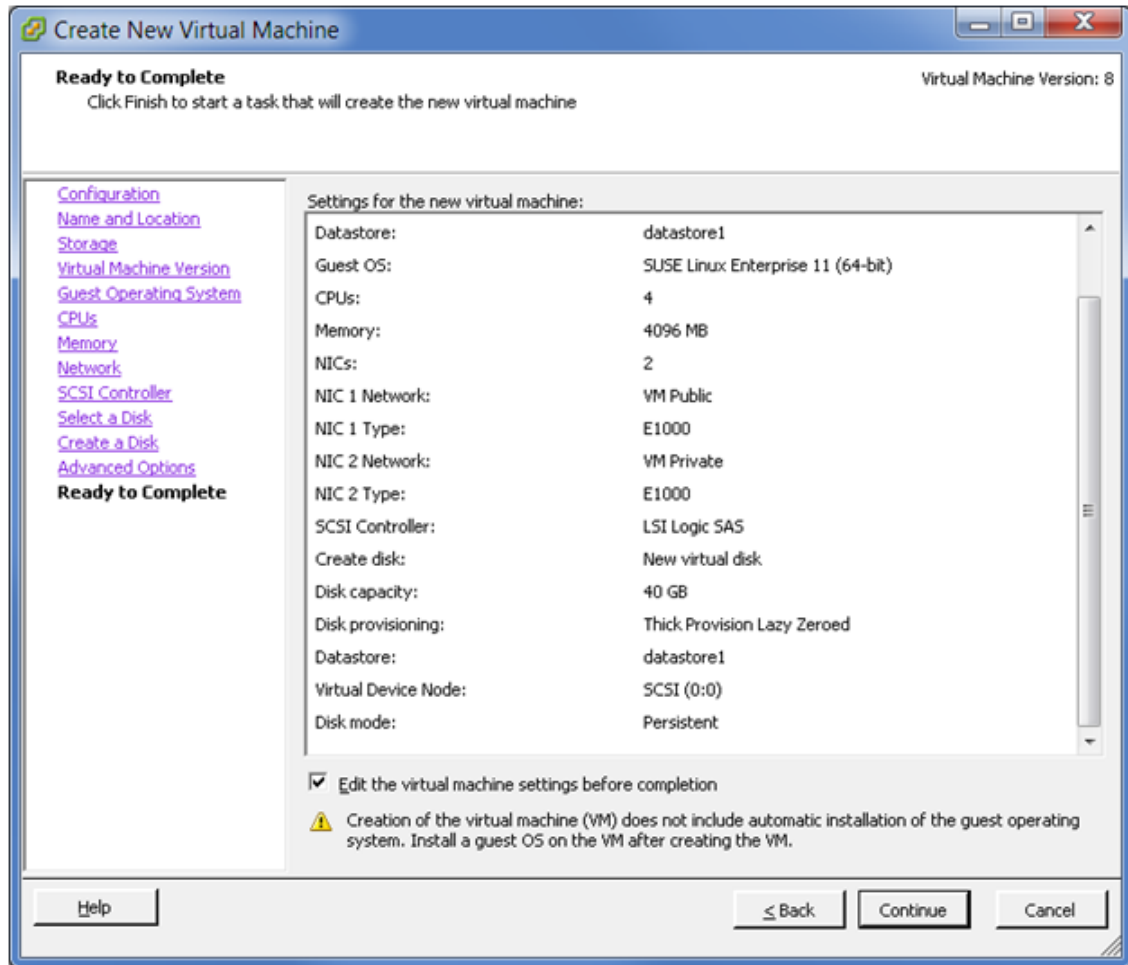 Create New Virtual Machine
Ready to Complete
Virtual Machine Version: 8
Click Finish to start a task that will create the new virtual machine
Configuration
Name and Location
Storage
Virtual Machine Version
Guest Operating System
CPUs
Memory
Network
SCSI Controller
Select a Disk
Create a Disk
Advanced Options
Ready to Complete
Settings for the new virtual machine:
Datastore: datastore1
Guest OS: SUSE Linux Enterprise 11 (64-bit)
CPUs: 4
Memory: 4096 MB
NICs: 2
NIC 1 Network: VM Public
NIC 1 Type: E1000
NIC 2 Network: VM Private
NIC 2 Type: E1000
SCSI Controller: LSI Logic SAS
Create disk: New virtual disk
Disk capacity: 40 GB
Disk provisioning: Thick Provision Lazy Zeroed
Datastore: datastore1
Virtual Device Node: SCSI (0:0)
Disk mode: Persistent
Edit the virtual machine settings before completion
Creation of the virtual machine (VM) does not include automatic installation of the guest operating
system. Install a guest OS on the VM after creating the VM.
Help
< Back
Continue
Cancel